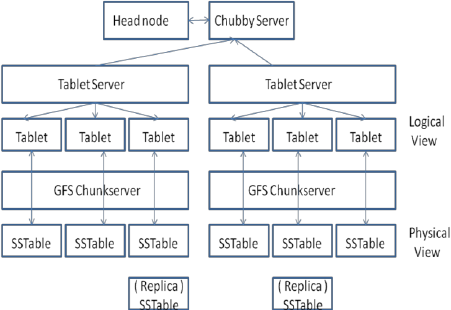 Head node
Chubby Server
Tablet Server
Tablet Server
Tablet
Tablet
Tablet
Tablet
Tablet
Tablet
Logical
View
GFS Chunkserver
GFS Chunkserver
SSTable
SSTable
SSTable
SSTable
SSTable
SSTable
Physical
View
( Replica )
SSTable
( Replica )
SSTable